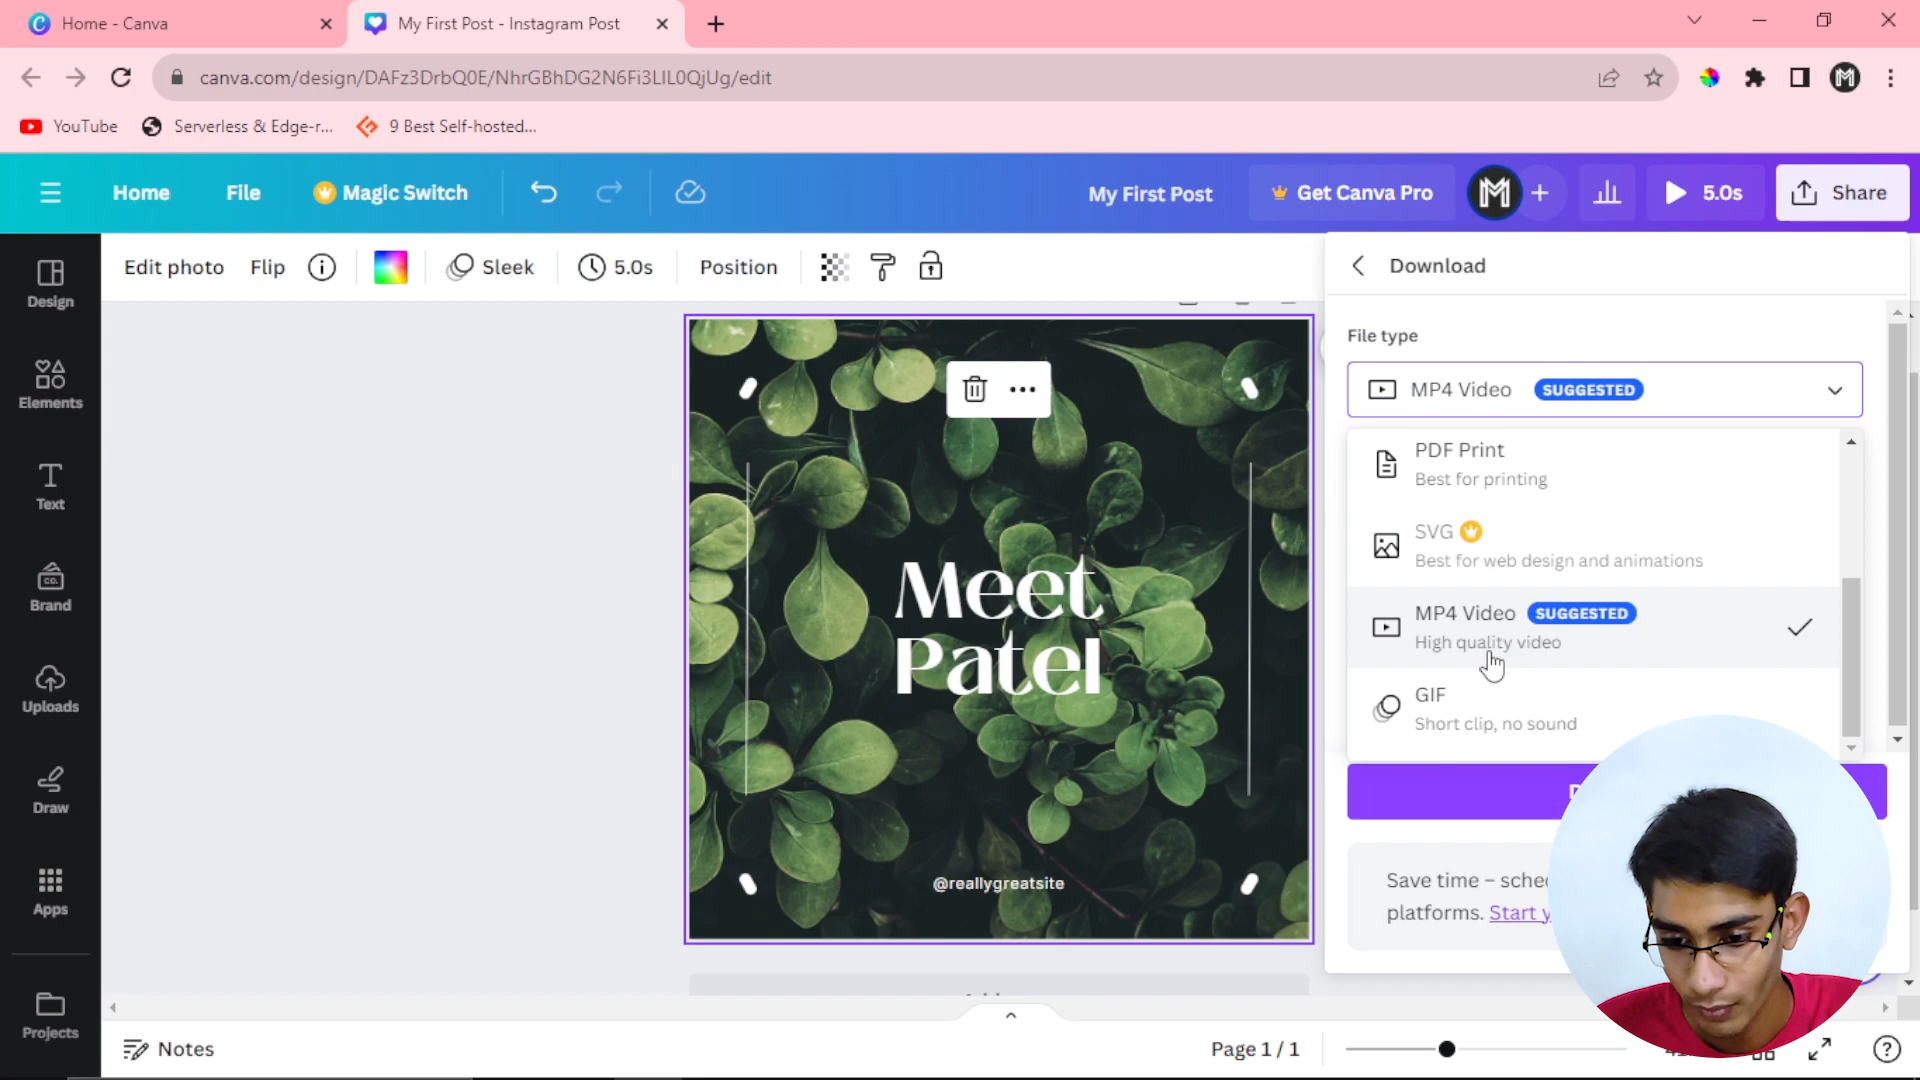 Home - Canva
My First Post - Instagram Post
canva.com/design/DAFz3DrbQ0E/NhrGBhDG2N6Fi3LIL0QjUg/edit
YouTube
Serverless & Edge-r...
9 Best Self-hosted...
Home
File
Magic Switch
My First Post
Get Canva Pro
5.0s
Share
Design
Elements
Text
CO.
Brand
Uploads
Draw
Apps
Projects
Edit photo
Flip
Sleek
5.0s
Position
Meet
Patel
@reallygreatsite
Download
File type
MP4 Video SUGGESTED
PDF Print
Best for printing
SVG
Best for web design and animations
MP4 Video SUGGESTED
High quality video
GIF
Short clip, no sound
Save time –
platforms. Start
Notes
Page 1 / 1